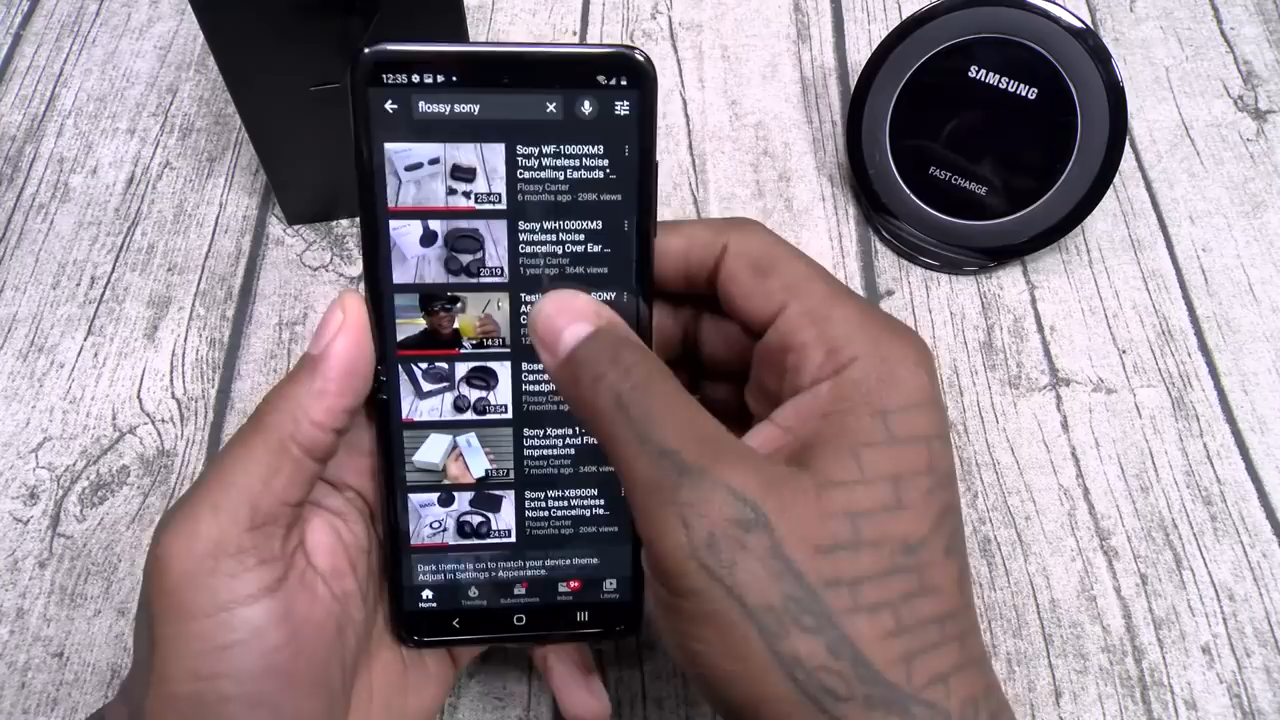 12:35
flossy sony
Sony WF-1000XM3
Truly Wireless Noise
Cancelling Earbuds "...
Flossy Carter
6 months ago · 298K views
25:40
Sony WH1000XM3
Wireless Noise
Canceling Over Ear ...
Flossy Carter
1 year ago · 364K views
20:19
SONY
14:31
Bose
Headph
7 months ago
19:54
Sony Xperia 1 -
Unboxing And Fir
Impressions
Flossy Carter
7 months ago · 340K views
15:37
Sony WH-XB900N
Extra Bass Wireless
Noise Canceling He...
Flossy Carter
7 months ago · 206K views
24:51
Dark theme is on to match your device theme.
Adjust in Settings > Appearance.
Home
Trending
Subscriptions
9+
Inbox
Library
SAMSUNG
FAST CHARGE